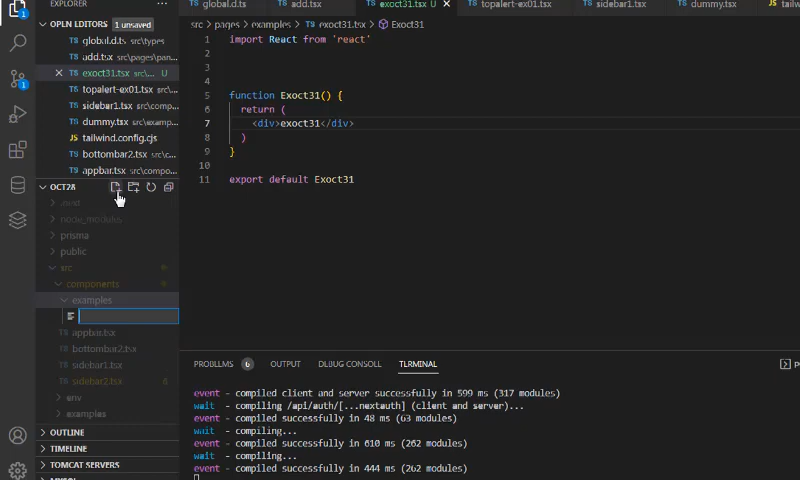 EXPLORER
global.d.ts
add.tsx
exoct31.tsx U ×
topalert-ex01.tsx
sidebar1.tsx
dummy.tsx
src > pages > examples > exoct31.tsx > Exoct31
OPEN EDITORS 1 unsaved
global.d.ts src\types
add.tsx src\pages\pan...
× exoct31.tsx src\... U
topalert-ex01.tsx
sidebar1.tsx src\comp...
dummy.tsx src\examp...
tailwind.config.cjs
bottombar2.tsx src\c...
appbar.tsx src\compo...
OCT28
node_modules
prisma
public
src
components
examples
appbar.tsx
bottombar2.tsx
sidebar1.tsx
sidebar2.tsx 8
env
examples
OUTLINE
TIMELINE
TOMCAT SERVERS
1 import React from 'react'
2
3
4
5 function Exoct31() {
6 return (
7 <div>exoct31</div>
8 )
9 }
10
11 export default Exoct31
PROBLEMS 6 OUTPUT DEBUG CONSOLE TERMINAL
event - compiled client and server successfully in 599 ms (317 modules)
wait - compiling /api/auth/[...nextauth] (client and server)...
event - compiled successfully in 48 ms (63 modules)
wait - compiling...
event - compiled successfully in 610 ms (262 modules)
wait - compiling...
event - compiled successfully in 444 ms (262 modules)